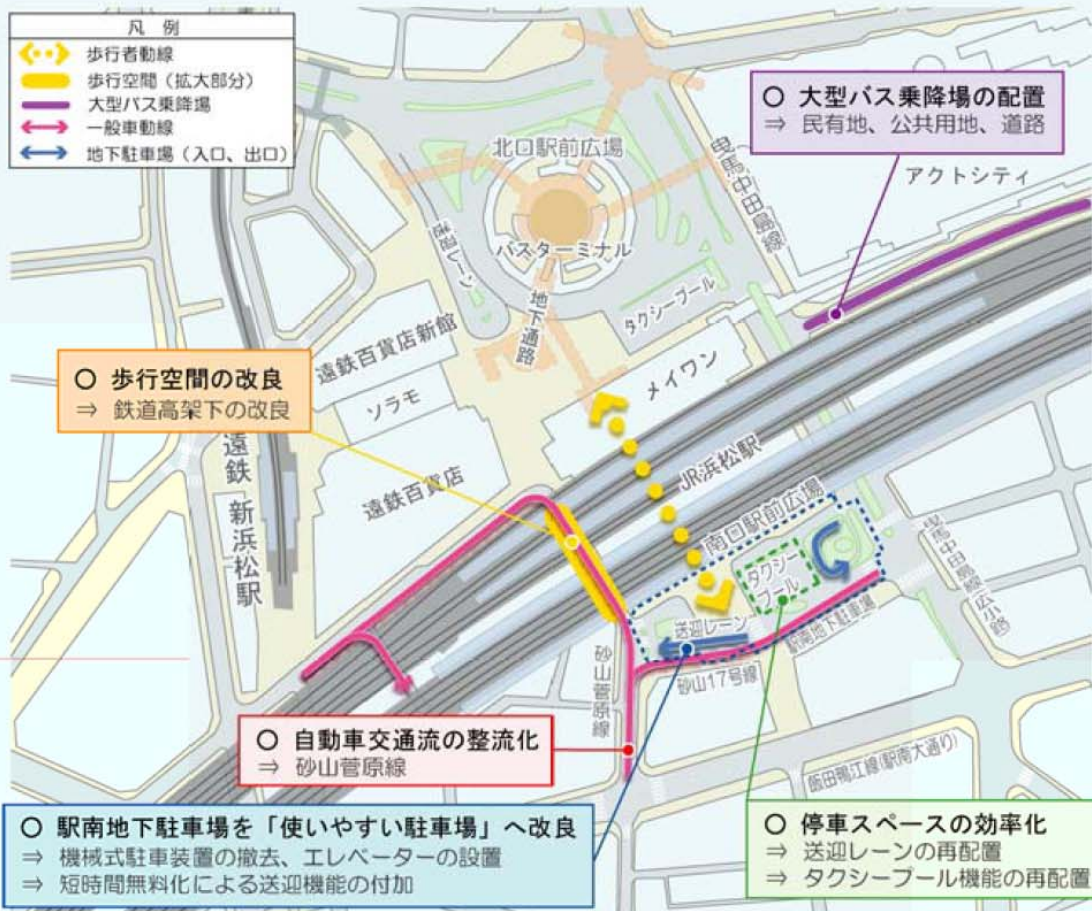 凡 例
歩行者動線
歩行空間（拡大部分）
大型バス乗降場
一般車動線
地下駐車場（入口、出口）
○ 大型バス乗降場の配置
⇒ 民有地、公共用地、道路
北口駅前広場
曳馬中田島線
アクトシティ
送迎レーン
バスターミナル
地下通路
タクシープール
遠鉄百貨店新館
○ 歩行空間の改良
⇒ 鉄道高架下の改良
ソラモ
メイワン
遠鉄 新浜松駅
遠鉄百貨店
JR浜松駅
南口駅前広場
タクシー
プール
曳馬中田島線広小路
送迎レーン
駅南地下駐車場
砂山菅原線
砂山17号線
○ 自動車交通流の整流化
⇒ 砂山菅原線
飯田鴨江線(駅南大通り)
○ 駅南地下駐車場を「使いやすい駐車場」へ改良
⇒ 機械式駐車装置の撤去、エレベーターの設置
⇒ 短時間無料化による送迎機能の付加
○ 停車スペースの効率化
⇒ 送迎レーンの再配置
⇒ タクシープール機能の再配置